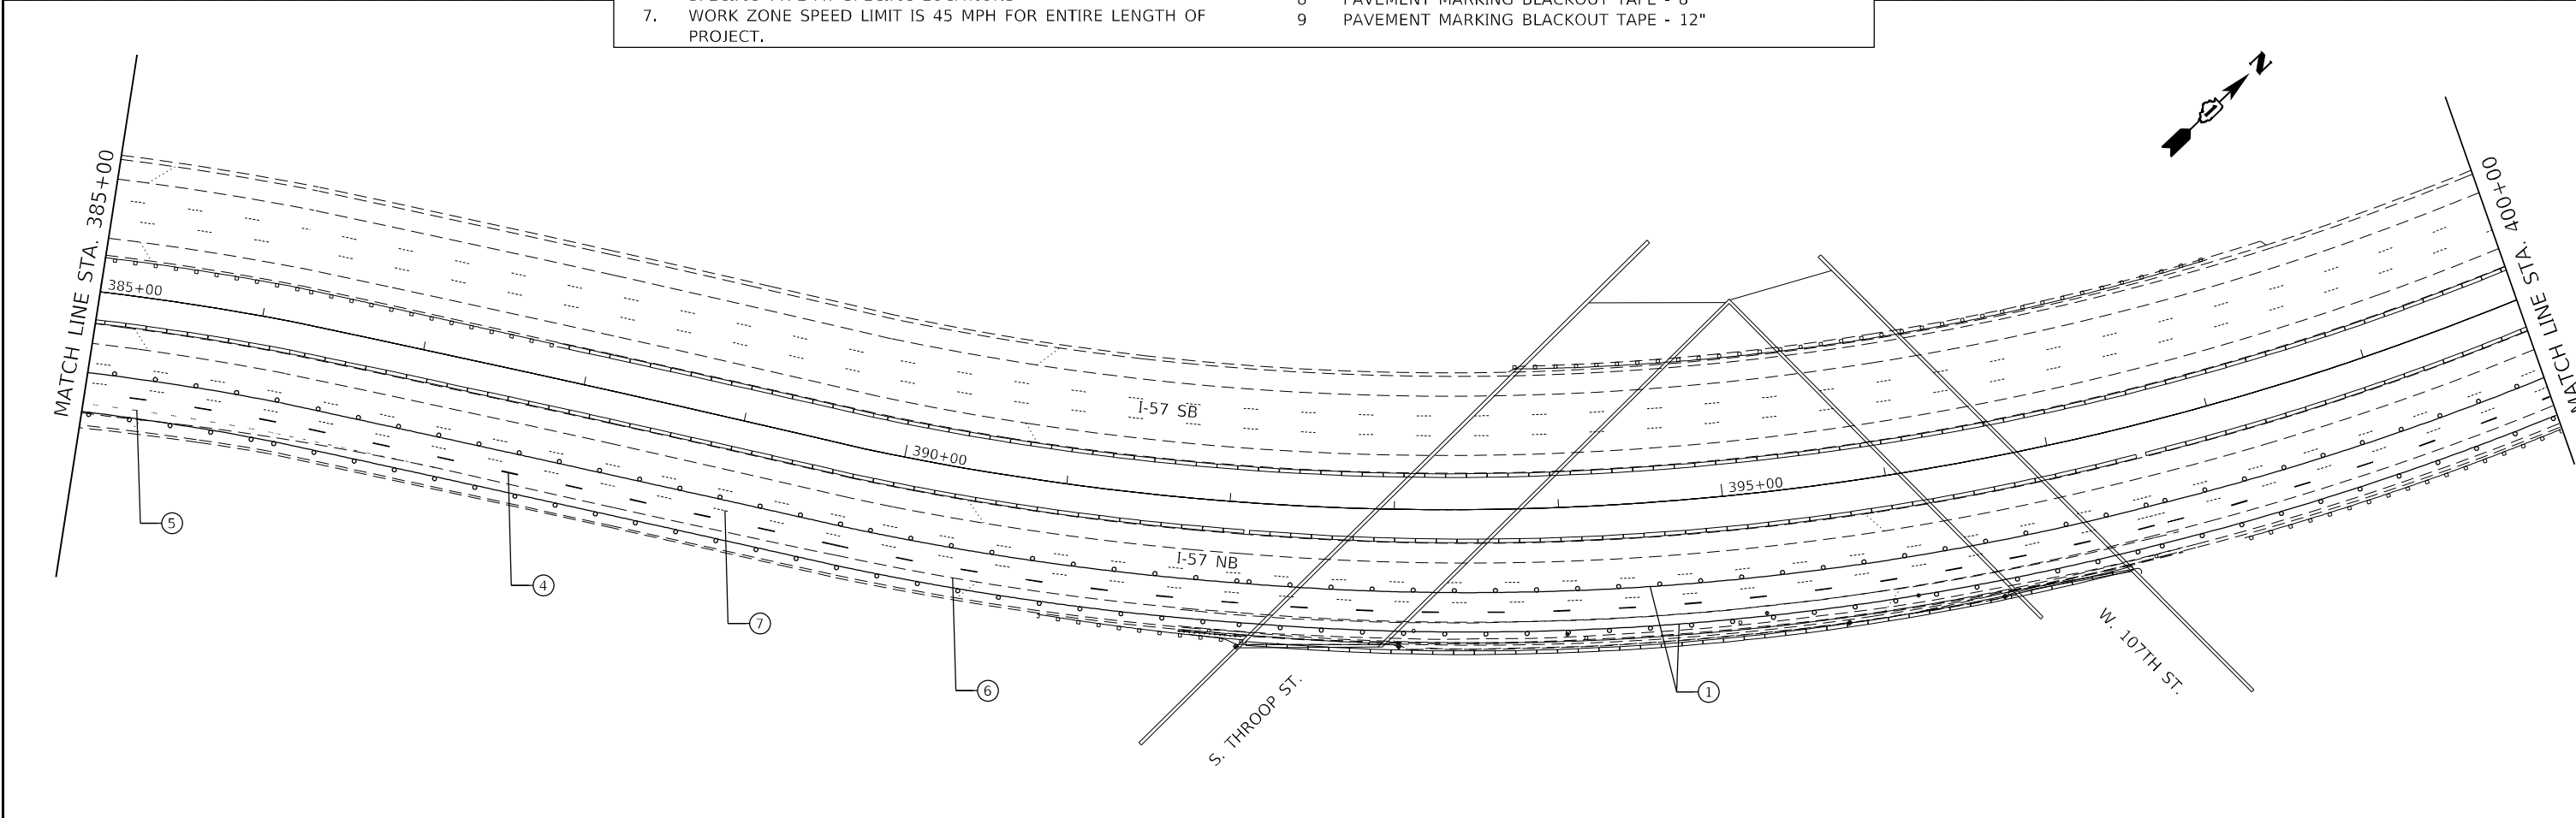 7. WORK ZONE SPEED LIMIT IS 45 MPH FOR ENTIRE LENGTH OF
PROJECT.
9 PAVEMENT MARKING BLACKOUT TAPE - 12"
N
MATCH LINE STA. 385+00
385+00
I-57 SB
390+00
395+00
I-57 NB
MATCH LINE STA. 400+00
5
4
7
6
1
S. THROOP ST.
W. 107TH ST.